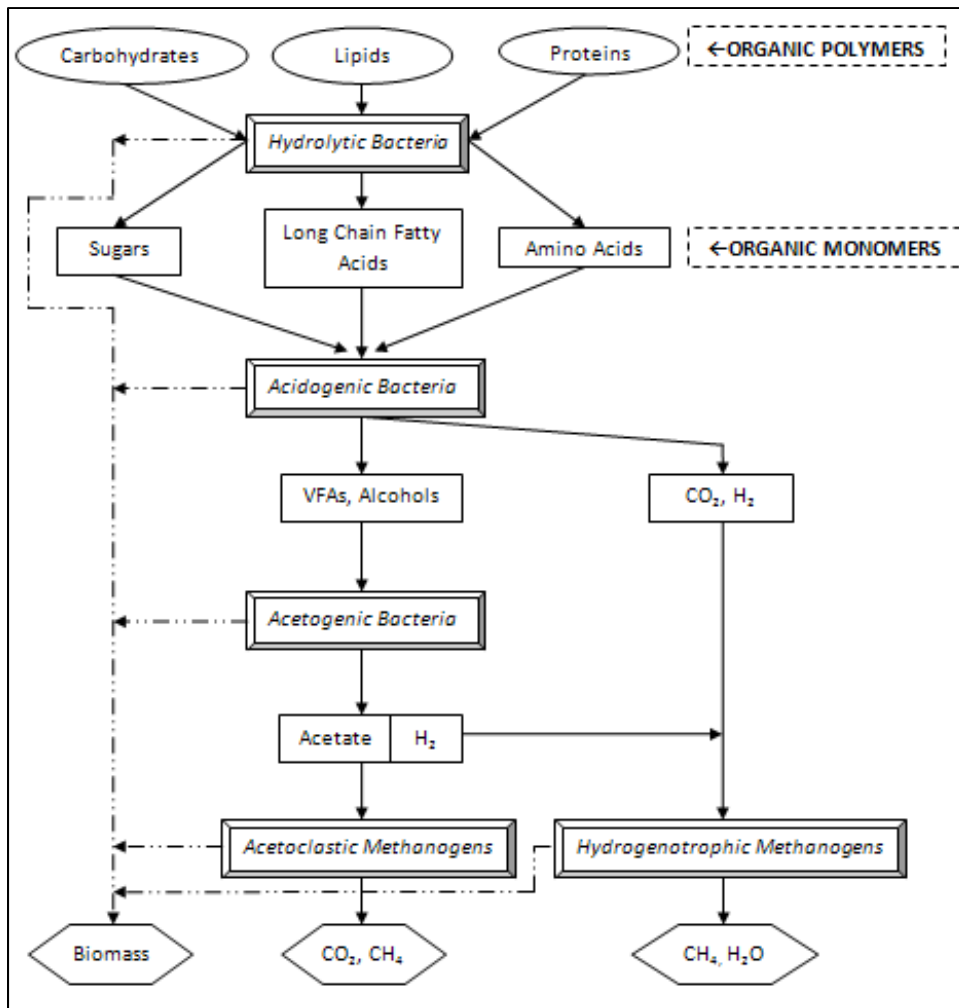 Carbohydrates
Lipids
Proteins
←ORGANIC POLYMERS
Hydrolytic Bacteria
Sugars
Long Chain Fatty
Acids
Amino Acids
←ORGANIC MONOMERS
Acidogenic Bacteria
VFAs, Alcohols
CO₂, H₂
Acetogenic Bacteria
Acetate
H₂
Acetoclastic Methanogens
Hydrogenotrophic Methanogens
Biomass
CO₂, CH₄
CH₄, H₂O